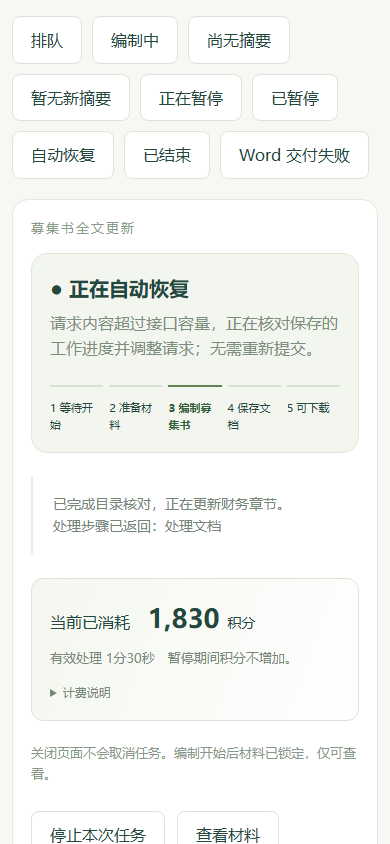 排队 编制中 尚无摘要
暂无新摘要 正在暂停 已暂停
自动恢复 已结束 Word 交付失败
募集书全文更新
● 正在自动恢复
请求内容超过接口容量，正在核对保存的
工作进度并调整请求；无需重新提交。
1 等待开始
2 准备材料
3 编制募集书
4 保存文档
5 可下载
已完成目录核对，正在更新财务章节。
处理步骤已返回：处理文档
当前已消耗 1,830 积分
有效处理 1分30秒 暂停期间积分不增加。
▶ 计费说明
关闭页面不会取消任务。编制开始后材料已锁定，仅可查
看。
停止本次任务 查看材料